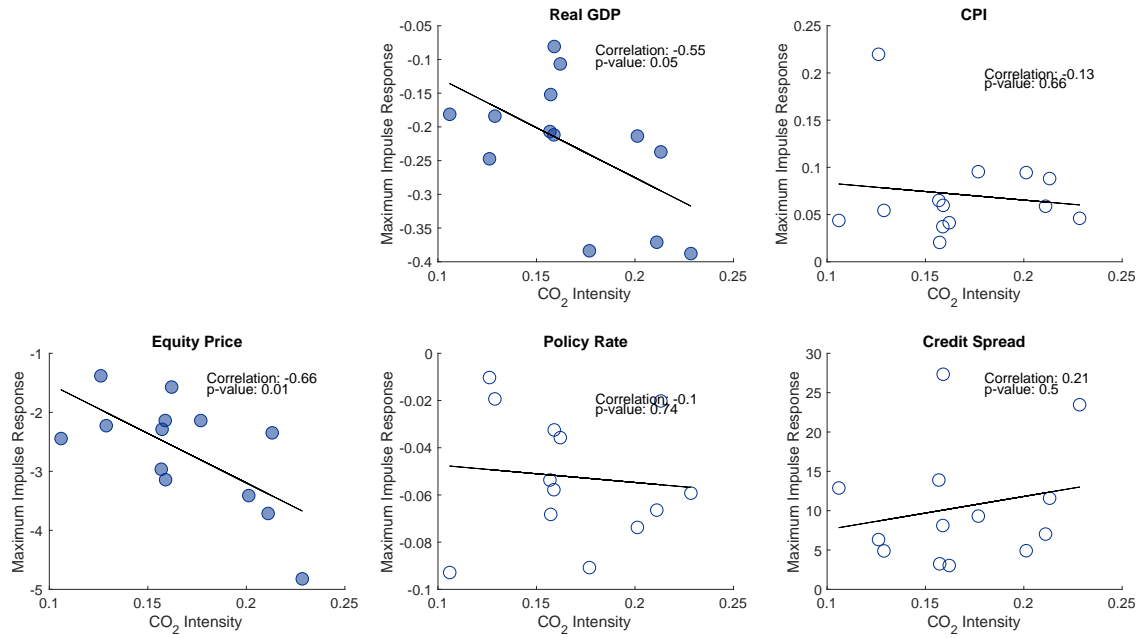 Real GDP
Correlation: -0.55
p-value: 0.05
Maximum Impulse Response
-0.05
-0.1
-0.15
-0.2
-0.25
-0.3
-0.35
-0.4
0.1 0.15 0.2 0.25
CO2 Intensity
CPI
Correlation: -0.13
p-value: 0.66
Maximum Impulse Response
0.25
0.2
0.15
0.1
0.05
0
0.1 0.15 0.2 0.25
CO2 Intensity
Equity Price
Correlation: -0.66
p-value: 0.01
Maximum Impulse Response
-1
-2
-3
-4
-5
0.1 0.15 0.2 0.25
CO2 Intensity
Policy Rate
Correlation: -0.1
p-value: 0.74
Maximum Impulse Response
0
-0.02
-0.04
-0.06
-0.08
-0.1
0.1 0.15 0.2 0.25
CO2 Intensity
Credit Spread
Correlation: 0.21
p-value: 0.5
Maximum Impulse Response
30
25
20
15
10
5
0
0.1 0.15 0.2 0.25
CO2 Intensity